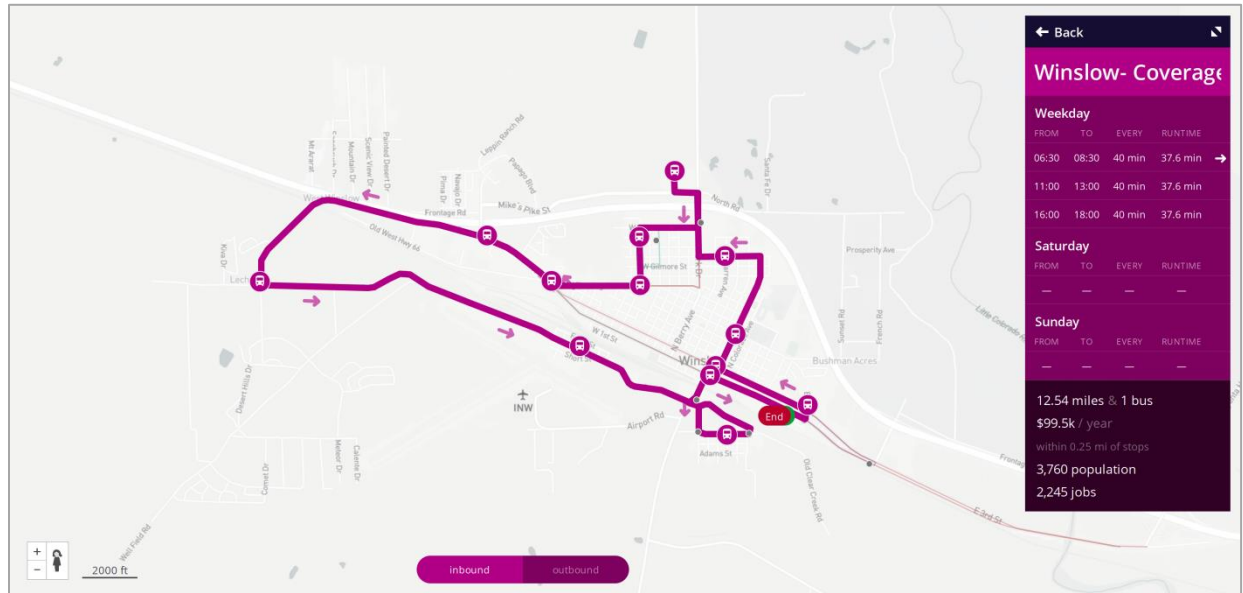 ← Back
Winslow- Coverage
Weekday
FROM TO EVERY RUNTIME
06:30 08:30 40 min 37.6 min →
11:00 13:00 40 min 37.6 min
16:00 18:00 40 min 37.6 min
Saturday
FROM TO EVERY RUNTIME
— — — —
Sunday
FROM TO EVERY RUNTIME
— — — —
12.54 miles & 1 bus
$99.5k / year
within 0.25 mi of stops
3,760 population
2,245 jobs
Leppin Ranch Rd
Papago Blvd
Painted Desert Dr
Scenic View Dr
Mountain Dr
Mt Ararat
Navajo Dr
Pima Dr
Santa Fe Dr
North Rd
Mike's Pike St
Frontage Rd
West Winslow
Old West Hwy 66
Kiva Dr
Prosperity Ave
W Gilmore St
N Berry Ave
W 1st St
Sunset Rd
French Rd
Little Colorado
Bushman Acres
Desert Hills Dr
INW
Airport Rd
End
Adams St
Comet Dr
Meteor Dr
Caliente Dr
Old Clear Creek Rd
E 3rd St
Well Field Rd
+
−
2000 ft
inbound
outbound